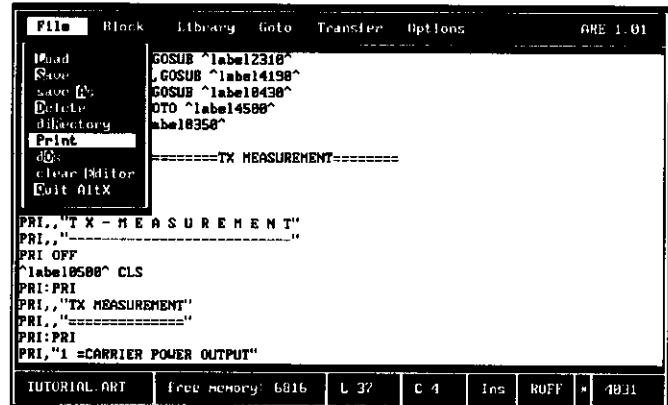 File Block Library Goto Transfer Options ARE 1.01
Load GOSUB ^label2310^
Save ,GOSUB ^label4190^
save As GOSUB ^label0430^
Delete OTO ^label4500^
diRectory abel0350^
Print
dOs ========TX MEASUREMENT========
clear Editor
Quit AltX
PRI,,"T X - M E A S U R E M E N T"
PRI,,"---------------------------"
PRI OFF
^label0500^ CLS
PRI:PRI
PRI,,"TX MEASUREMENT"
PRI,,"=============="
PRI:PRI
PRI,"1 =CARRIER POWER OUTPUT"
TUTORIAL.ART free memory: 6816 L 37 C 4 Ins RUFF * 4031